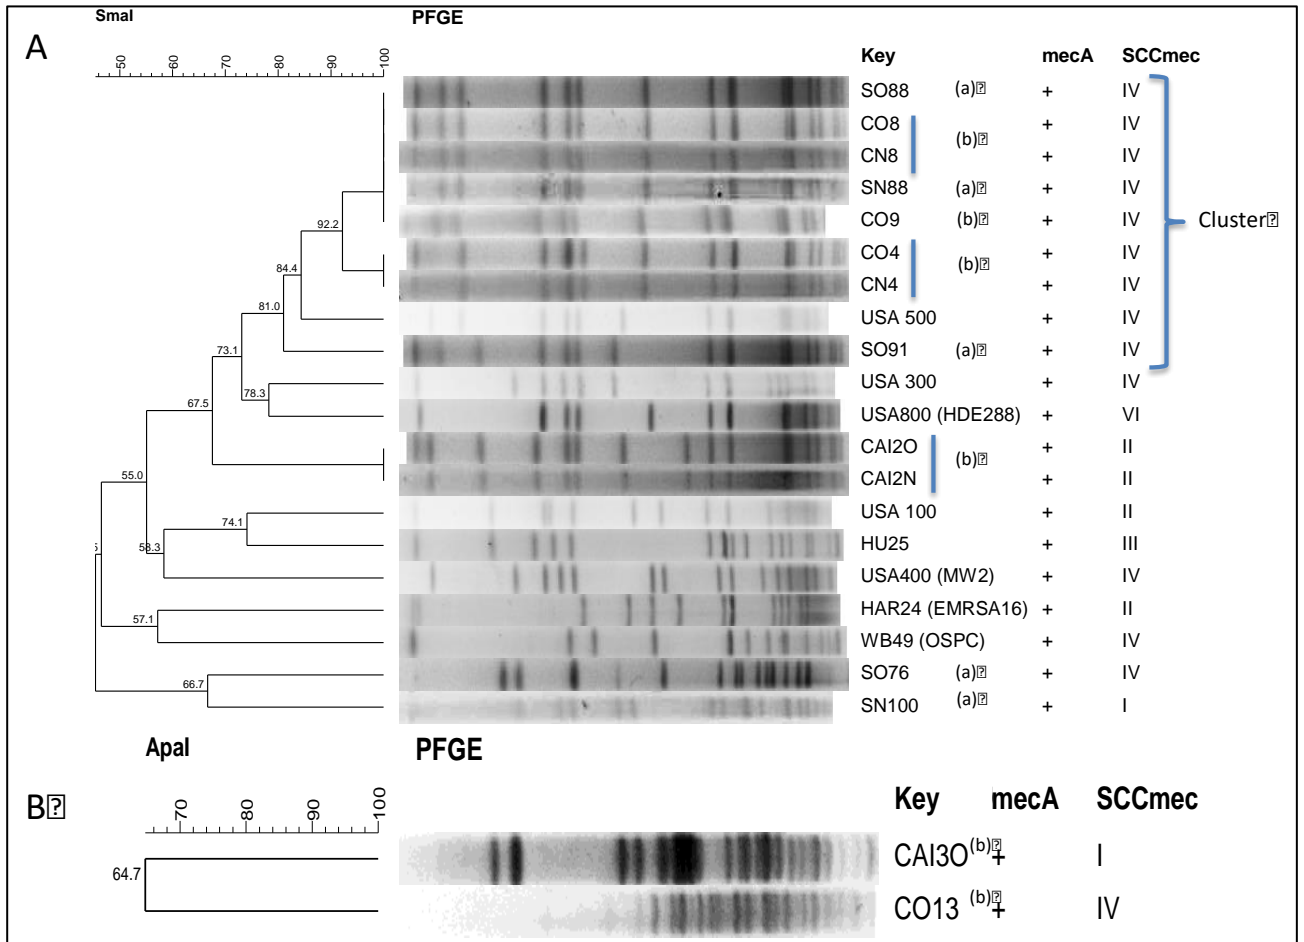 SmaI PFGE
A
50 60 70 80 90 100
Key mecA SCCmec
SO88 (a)⍰ + IV
CO8 + IV
(b)⍰
CN8 + IV
SN88 (a)⍰ + IV
CO9 (b)⍰ + IV
Cluster⍰
CO4 + IV
(b)⍰
CN4 + IV
USA 500 + IV
SO91 (a)⍰ + IV
USA 300 + IV
USA800 (HDE288) + VI
CAI2O + II
(b)⍰
CAI2N + II
USA 100 + II
HU25 + III
USA400 (MW2) + IV
HAR24 (EMRSA16) + II
WB49 (OSPC) + IV
SO76 (a)⍰ + IV
SN100 (a)⍰ + I
92.2
84.4
81.0
73.1
78.3
67.5
55.0
74.1
58.3
5
57.1
66.7
ApaI PFGE
B⍰
70 80 90 100
Key mecA SCCmec
CAI3O (b)⍰ + I
64.7
CO13 (b)⍰ + IV